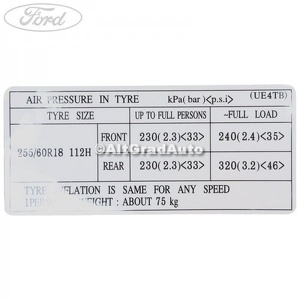 Ford
AIR PRESSURE IN TYRE kPa(bar)<p.s.i> (UE4TB)
TYRE SIZE UP TO FULL PERSONS ~FULL LOAD
255/60R18 112H FRONT 230(2.3)<33> 240(2.4)<35>
©AltGradAuto
REAR 230(2.3)<33> 320(3.2)<46>
TYRE INFLATION IS SAME FOR ANY SPEED
: ABOUT 75 kg